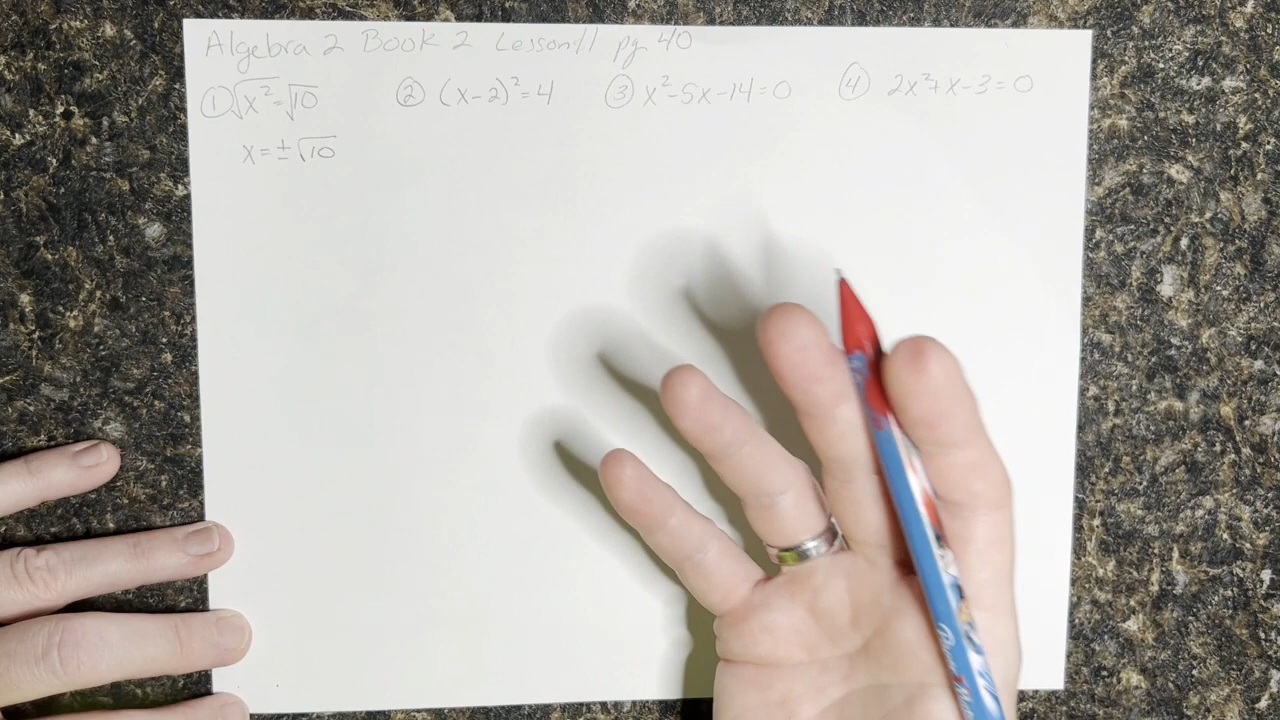 Algebra 2 Book 2 Lesson 11 pg 40
① √x² = √10 ② (x-2)² = 4 ③ x²-5x-14=0 ④ 2x²+x-3=0
x = ±√10